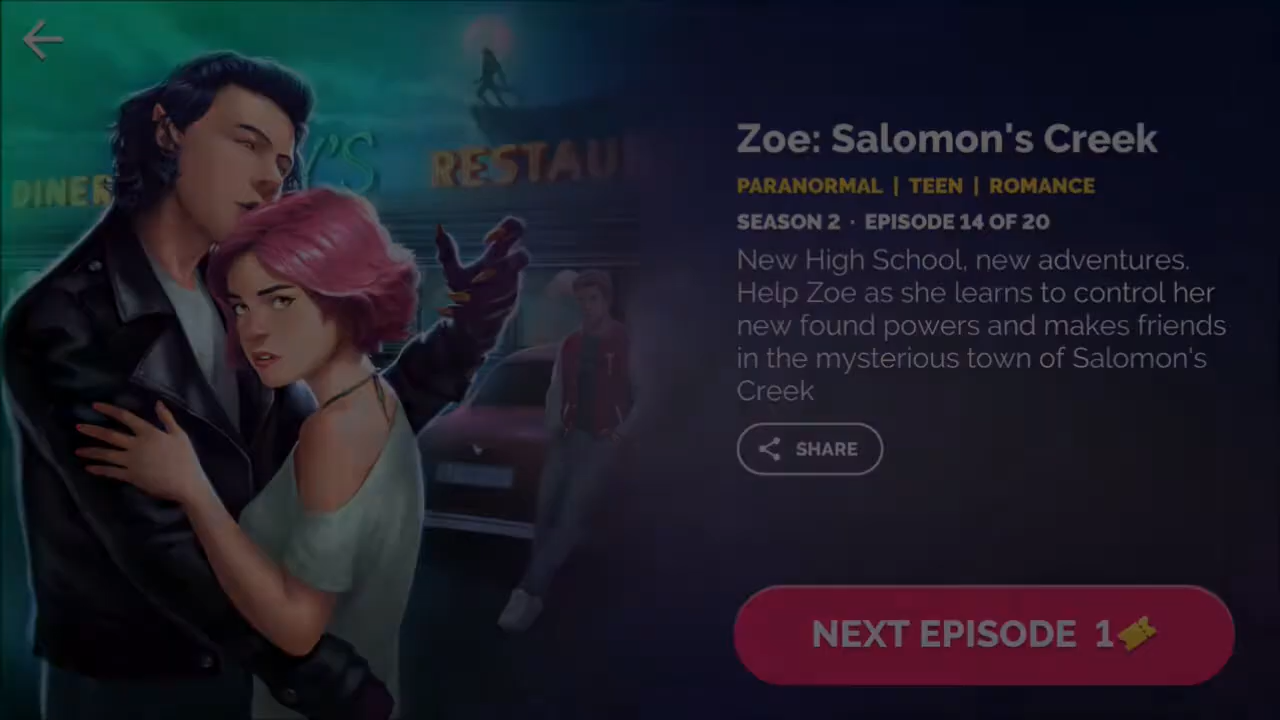 DINER
Y'S
RESTAU
Zoe: Salomon's Creek
PARANORMAL | TEEN | ROMANCE
SEASON 2 · EPISODE 14 OF 20
New High School, new adventures.
Help Zoe as she learns to control her
new found powers and makes friends
in the mysterious town of Salomon's
Creek
SHARE
NEXT EPISODE 1